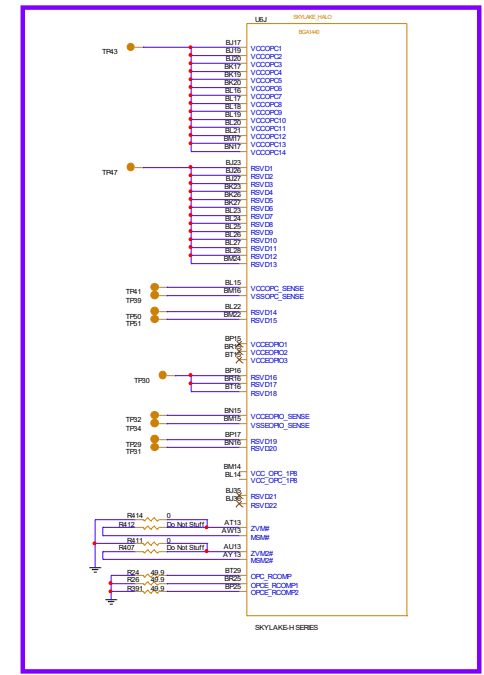 U6J SKYLAKE_HALO
BGA1440
TP43 BJ17 VCCOPC1
BJ19 VCCOPC2
BJ20 VCCOPC3
BK17 VCCOPC4
BK19 VCCOPC5
BK20 VCCOPC6
BL16 VCCOPC7
BL17 VCCOPC8
BL18 VCCOPC9
BL19 VCCOPC10
BL20 VCCOPC11
BL21 VCCOPC12
BM17 VCCOPC13
BN17 VCCOPC14
TP47 BJ23 RSVD1
BJ26 RSVD2
BJ27 RSVD3
BK23 RSVD4
BK26 RSVD5
BK27 RSVD6
BL23 RSVD7
BL24 RSVD8
BL25 RSVD9
BL26 RSVD10
BL27 RSVD11
BL28 RSVD12
BM24 RSVD13
TP41 BL15 VCCOPC_SENSE
TP39 BM16 VSSOPC_SENSE
TP50 BL22 RSVD14
TP51 BM22 RSVD15
BP15 VCCEOPIO1
VCCEOPIO2
VCCEOPIO3
TP30 BP16 RSVD16
BR16 RSVD17
BT16 RSVD18
TP32 BN15 VCCEOPIO_SENSE
TP34 BM15 VSSEOPIO_SENSE
TP29 BP17 RSVD19
TP31 BN16 RSVD20
BM14 VCC_OPC_1P8
BL14 VCC_OPC_1P8
BJ35 RSVD21
RSVD22
R414 0 AT13 ZVM#
R412 Do Not Stuff AW13 MSM#
R411 0 AU13 ZVM2#
R407 Do Not Stuff AY13 MSM2#
R24 49.9 BT29 OPC_RCOMP
R26 49.9 BR25 OPCE_RCOMP1
R391 49.9 BP25 OPCE_RCOMP2
SKYLAKE-H SERIES